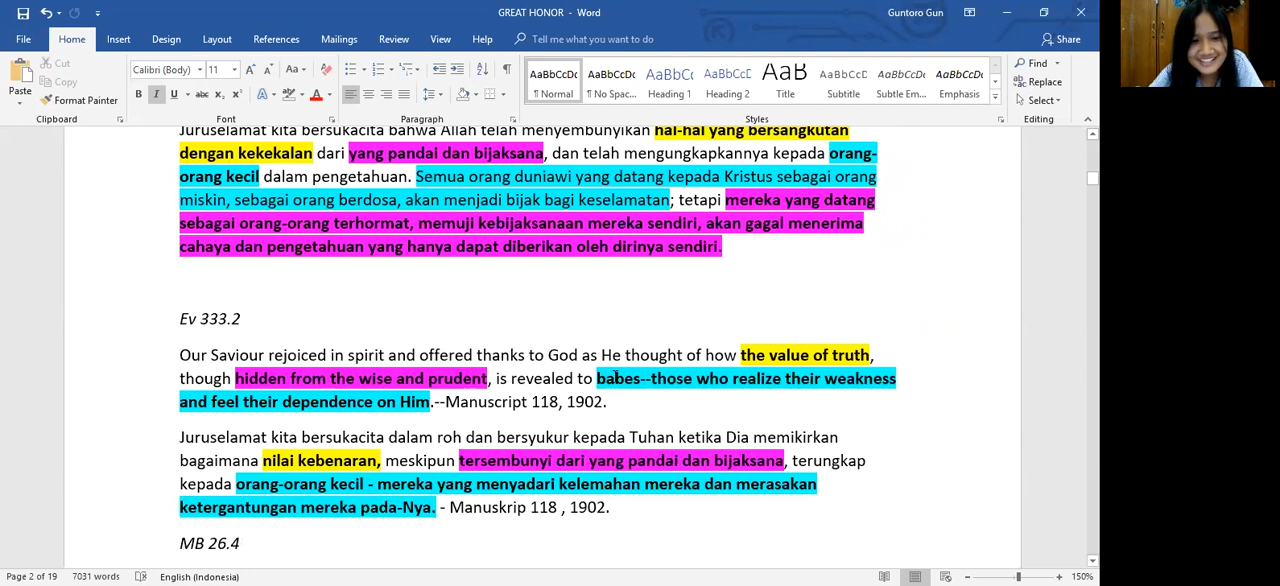 GREAT HONOR - Word
Guntoro Gun
File Home Insert Design Layout References Mailings Review View Help Tell me what you want to do Share
Paste Cut Copy Format Painter
Calibri (Body) 11
Clipboard Font Paragraph Styles Editing
AaBbCcDc AaBbCcDc AaBbCc AaBbCcD AaB AaBbCcD AaBbCcDc AaBbCcDc
¶ Normal ¶ No Spac... Heading 1 Heading 2 Title Subtitle Subtle Em... Emphasis
Find Replace Select
Juruselamat kita bersukacita bahwa Allah telah menyembunyikan hal-hal yang bersangkutan
dengan kekekalan dari yang pandai dan bijaksana, dan telah mengungkapkannya kepada orang-
orang kecil dalam pengetahuan. Semua orang duniawi yang datang kepada Kristus sebagai orang
miskin, sebagai orang berdosa, akan menjadi bijak bagi keselamatan; tetapi mereka yang datang
sebagai orang-orang terhormat, memuji kebijaksanaan mereka sendiri, akan gagal menerima
cahaya dan pengetahuan yang hanya dapat diberikan oleh dirinya sendiri.
Ev 333.2
Our Saviour rejoiced in spirit and offered thanks to God as He thought of how the value of truth,
though hidden from the wise and prudent, is revealed to babes--those who realize their weakness
and feel their dependence on Him.--Manuscript 118, 1902.
Juruselamat kita bersukacita dalam roh dan bersyukur kepada Tuhan ketika Dia memikirkan
bagaimana nilai kebenaran, meskipun tersembunyi dari yang pandai dan bijaksana, terungkap
kepada orang-orang kecil - mereka yang menyadari kelemahan mereka dan merasakan
ketergantungan mereka pada-Nya. - Manuskrip 118 , 1902.
MB 26.4
Page 2 of 19 7031 words English (Indonesia) 150%